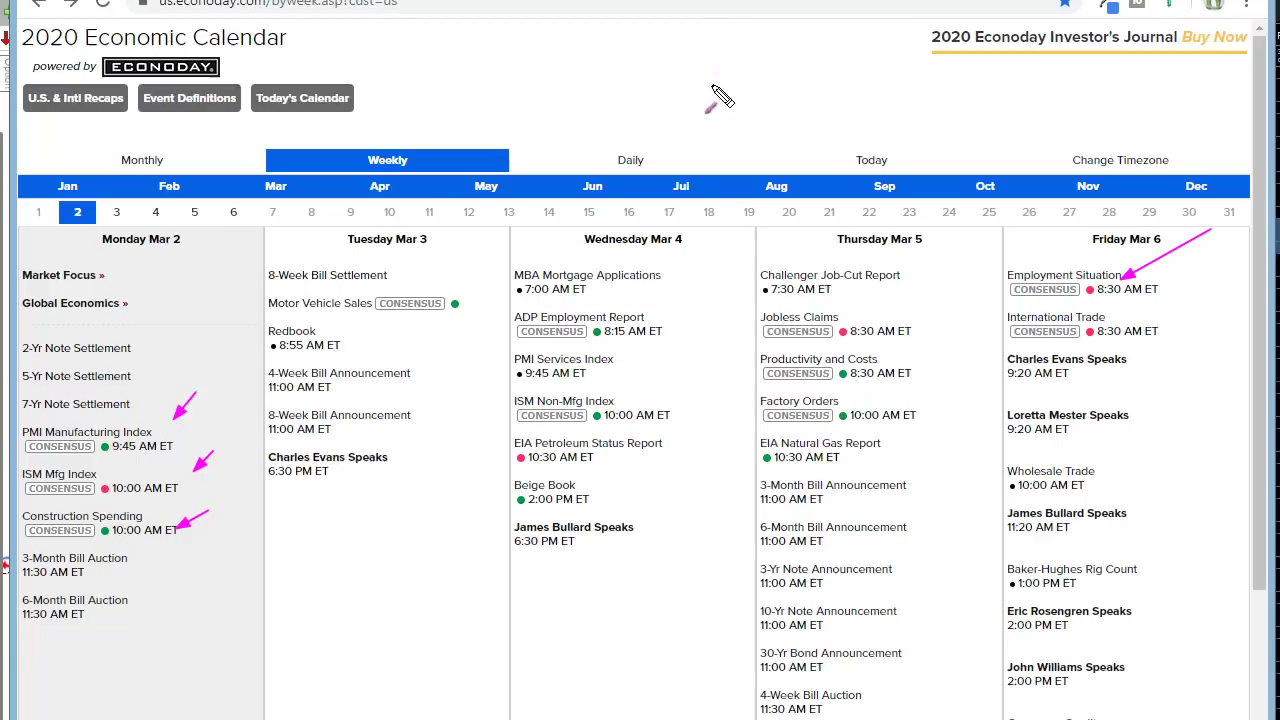 us.econoday.com/byweek.asp?cust=us
2020 Economic Calendar
2020 Econoday Investor's Journal Buy Now
powered by ECONODAY.
U.S. & Intl Recaps Event Definitions Today's Calendar
Monthly Weekly Daily Today Change Timezone
Jan Feb Mar Apr May Jun Jul Aug Sep Oct Nov Dec
1 2 3 4 5 6 7 8 9 10 11 12 13 14 15 16 17 18 19 20 21 22 23 24 25 26 27 28 29 30 31
Monday Mar 2
Market Focus »
Global Economics »
2-Yr Note Settlement
5-Yr Note Settlement
7-Yr Note Settlement
PMI Manufacturing Index
CONSENSUS 9:45 AM ET
ISM Mfg Index
CONSENSUS 10:00 AM ET
Construction Spending
CONSENSUS 10:00 AM ET
3-Month Bill Auction
11:30 AM ET
6-Month Bill Auction
11:30 AM ET
Tuesday Mar 3
8-Week Bill Settlement
Motor Vehicle Sales CONSENSUS
Redbook
8:55 AM ET
4-Week Bill Announcement
11:00 AM ET
8-Week Bill Announcement
11:00 AM ET
Charles Evans Speaks
6:30 PM ET
Wednesday Mar 4
MBA Mortgage Applications
7:00 AM ET
ADP Employment Report
CONSENSUS 8:15 AM ET
PMI Services Index
9:45 AM ET
ISM Non-Mfg Index
CONSENSUS 10:00 AM ET
EIA Petroleum Status Report
10:30 AM ET
Beige Book
2:00 PM ET
James Bullard Speaks
6:30 PM ET
Thursday Mar 5
Challenger Job-Cut Report
7:30 AM ET
Jobless Claims
CONSENSUS 8:30 AM ET
Productivity and Costs
CONSENSUS 8:30 AM ET
Factory Orders
CONSENSUS 10:00 AM ET
EIA Natural Gas Report
10:30 AM ET
3-Month Bill Announcement
11:00 AM ET
6-Month Bill Announcement
11:00 AM ET
3-Yr Note Announcement
11:00 AM ET
10-Yr Note Announcement
11:00 AM ET
30-Yr Bond Announcement
11:00 AM ET
4-Week Bill Auction
11:30 AM ET
Friday Mar 6
Employment Situation
CONSENSUS 8:30 AM ET
International Trade
CONSENSUS 8:30 AM ET
Charles Evans Speaks
9:20 AM ET
Loretta Mester Speaks
9:20 AM ET
Wholesale Trade
10:00 AM ET
James Bullard Speaks
11:20 AM ET
Baker-Hughes Rig Count
1:00 PM ET
Eric Rosengren Speaks
2:00 PM ET
John Williams Speaks
2:00 PM ET